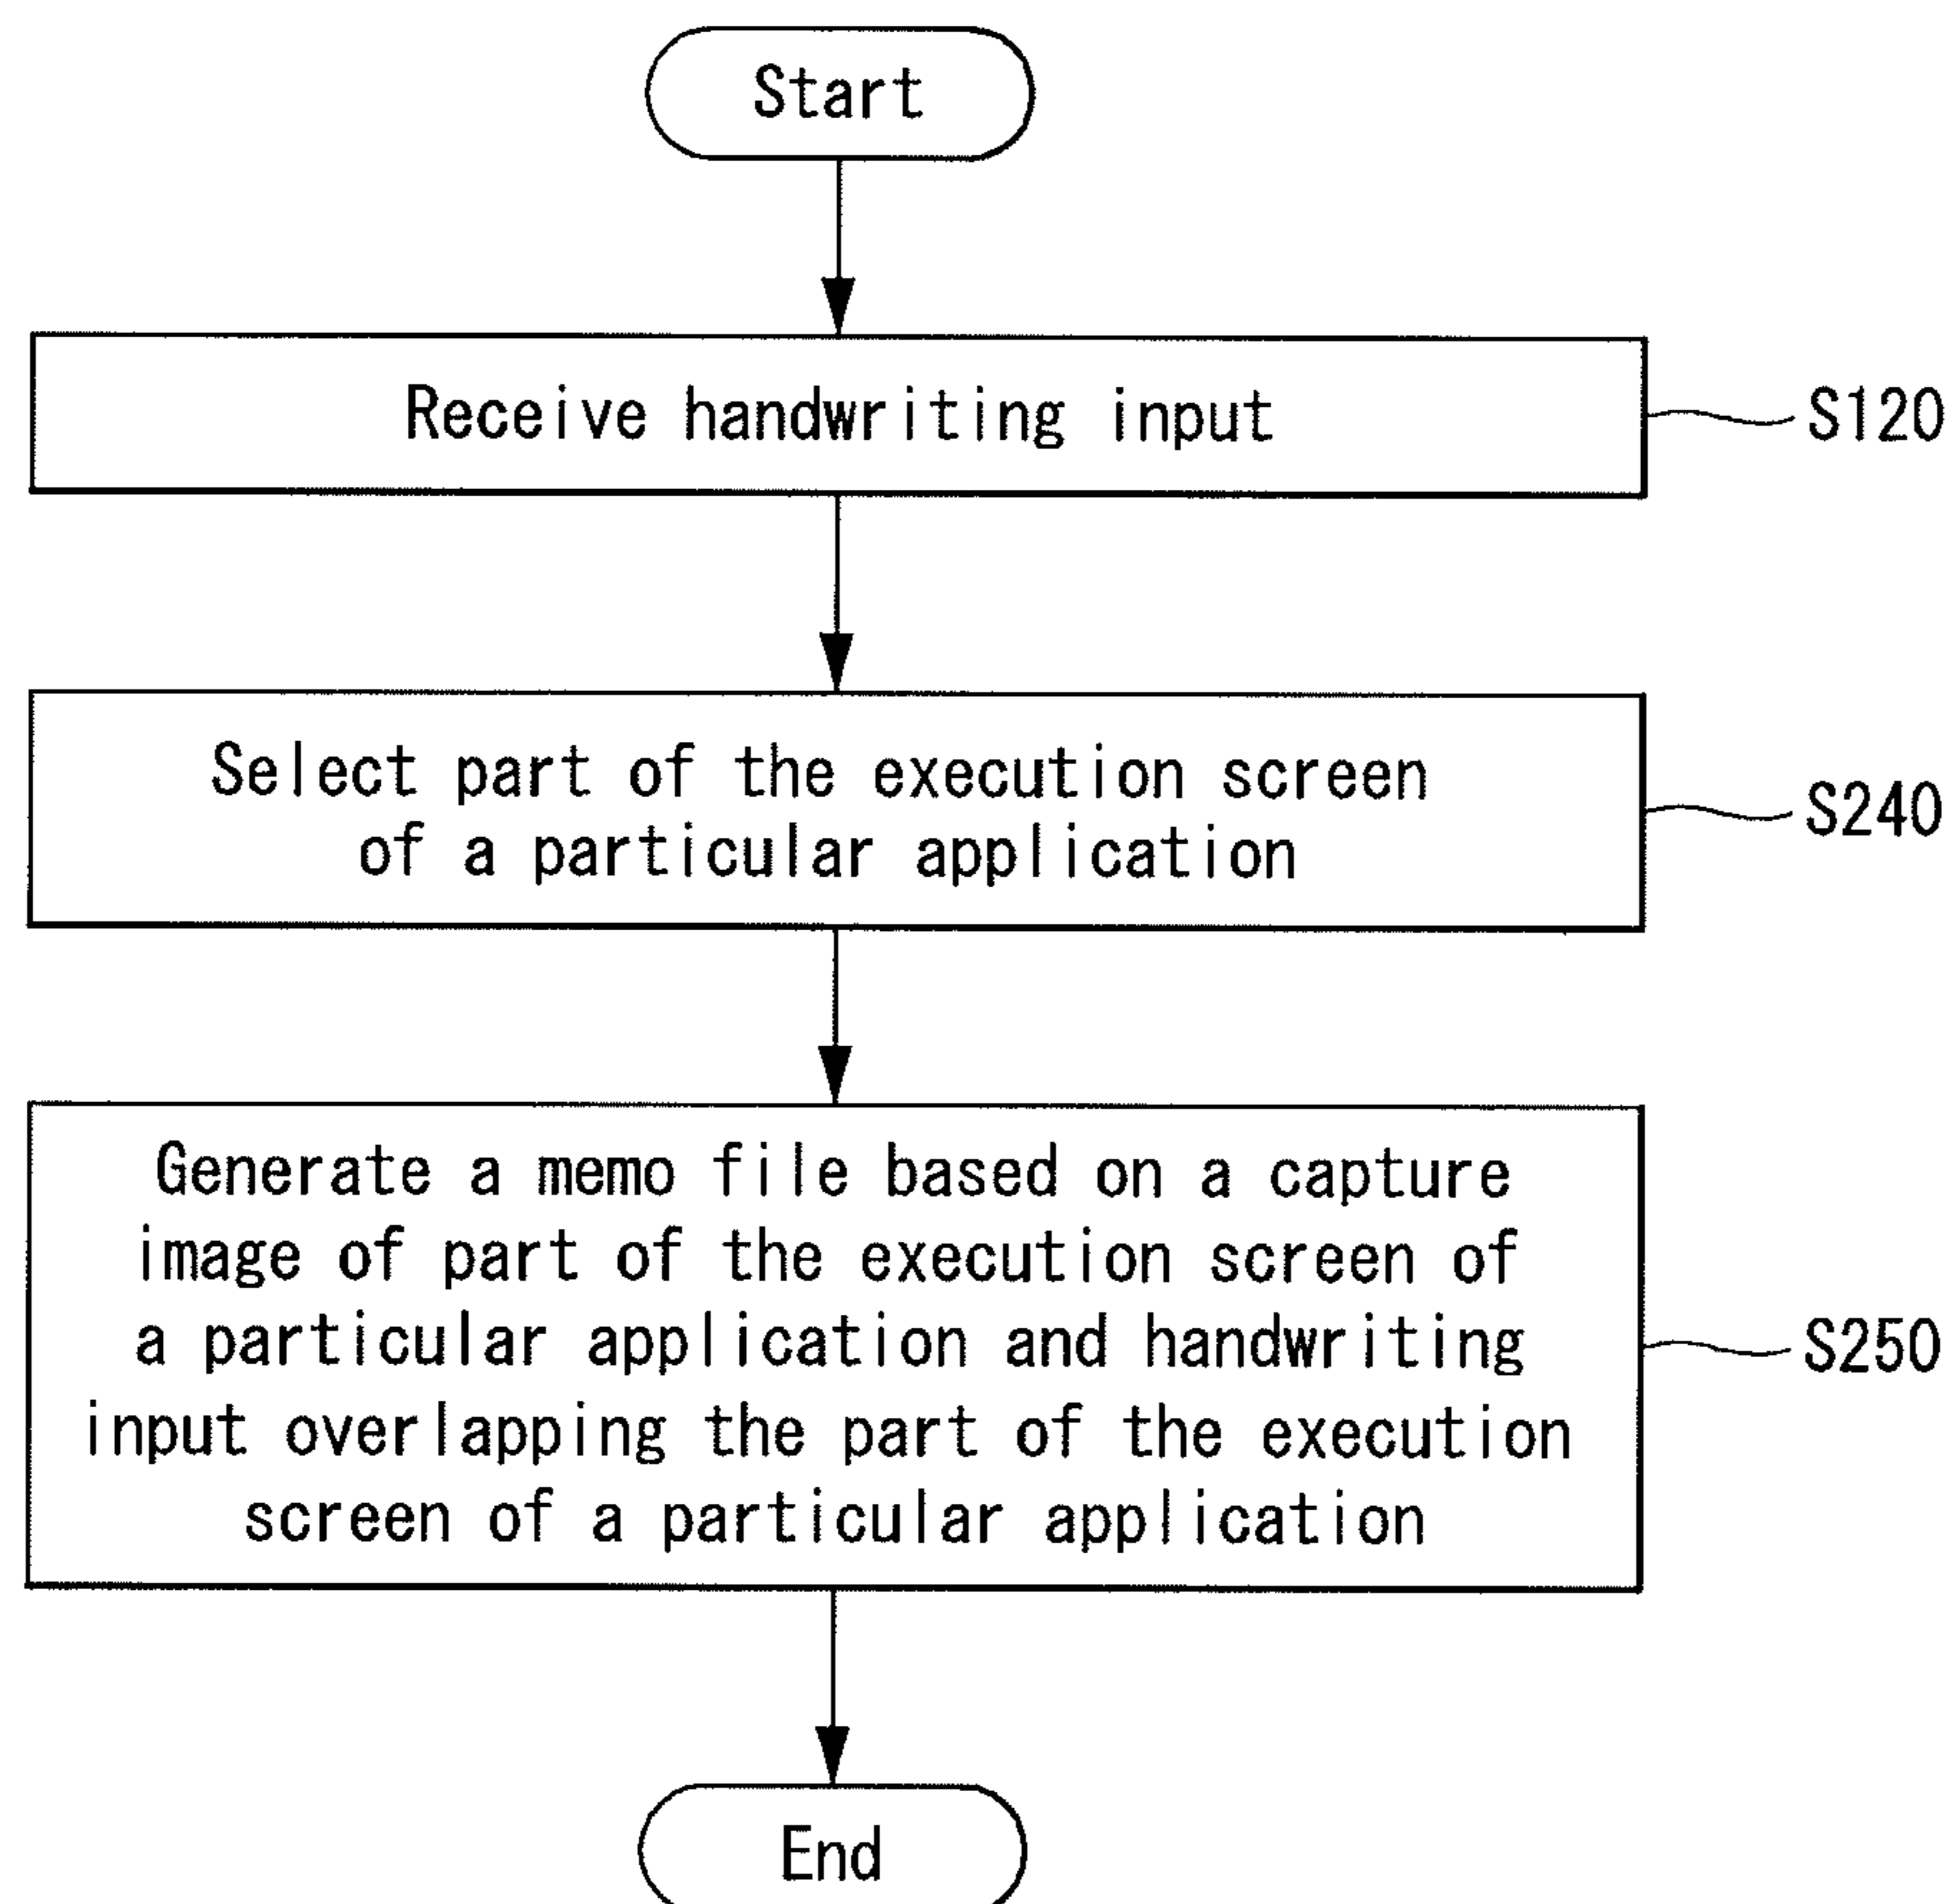 Start
Receive handwriting input
S120
Select part of the execution screen
of a particular application
S240
Generate a memo file based on a capture
image of part of the execution screen of
a particular application and handwriting
input overlapping the part of the execution
screen of a particular application
S250
End